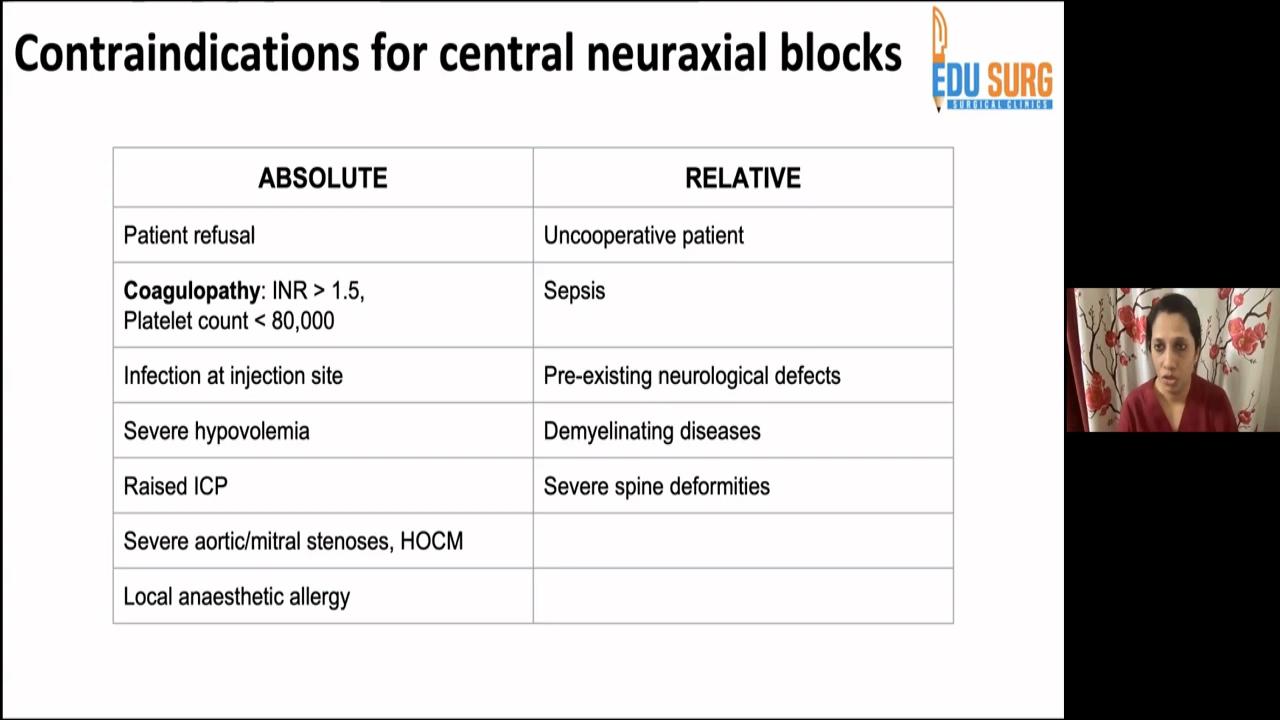 Contraindications for central neuraxial blocks
EDU SURG
SURGICAL CLINICS
ABSOLUTE
RELATIVE
Patient refusal
Uncooperative patient
Coagulopathy: INR > 1.5,
Platelet count < 80,000
Sepsis
Infection at injection site
Pre-existing neurological defects
Severe hypovolemia
Demyelinating diseases
Raised ICP
Severe spine deformities
Severe aortic/mitral stenoses, HOCM
Local anaesthetic allergy